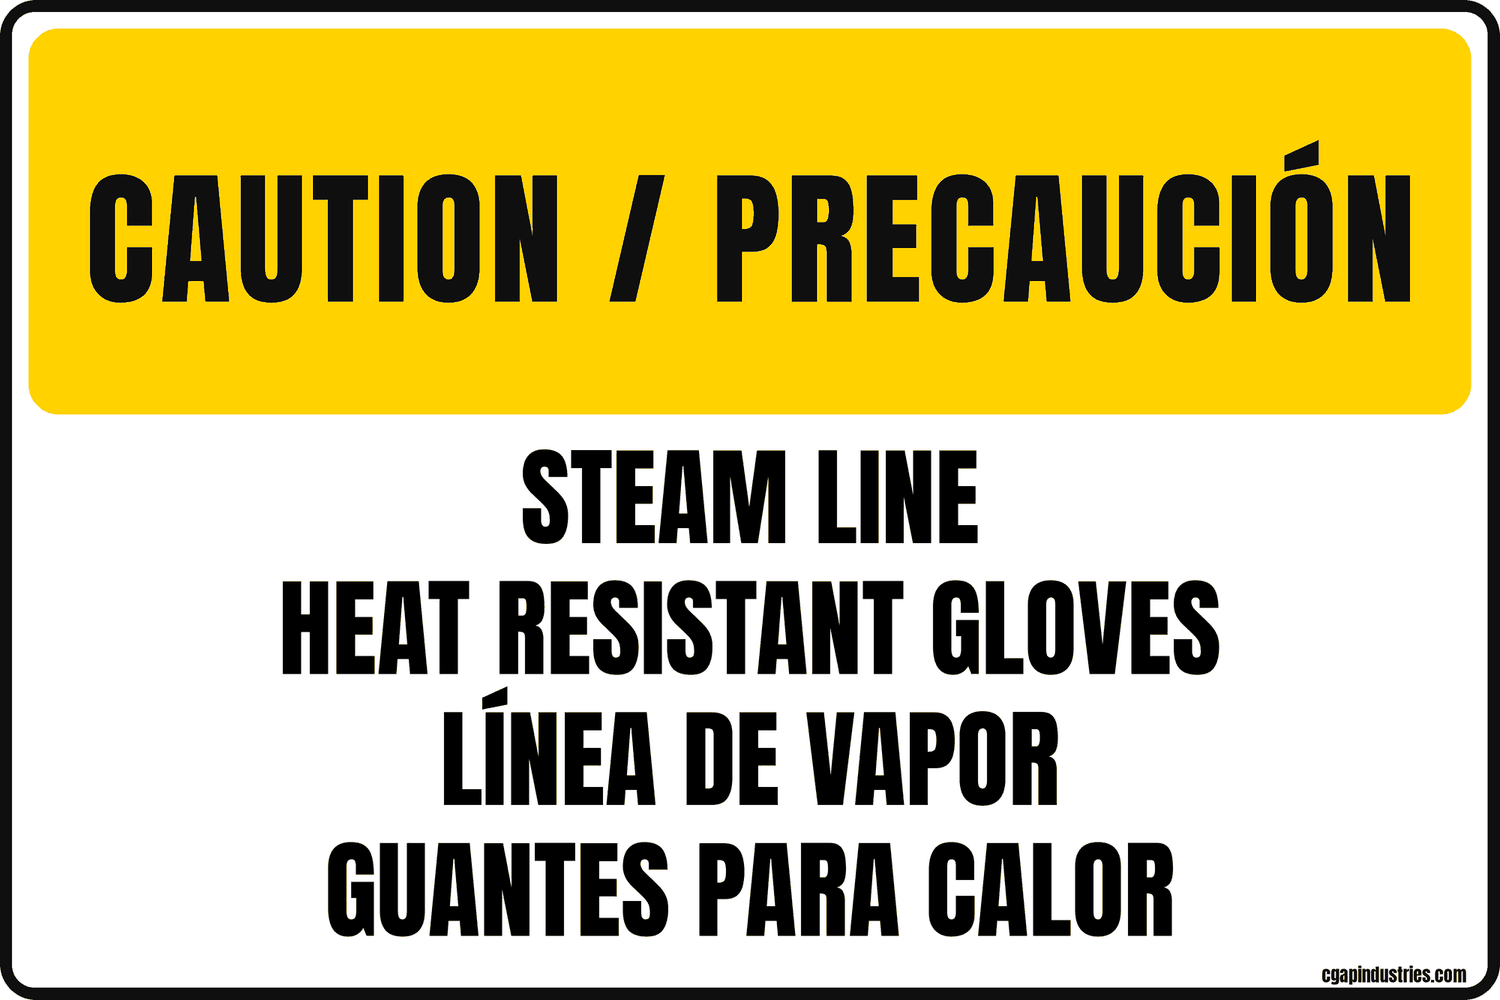 CAUTION / PRECAUCIÓN
STEAM LINE
HEAT RESISTANT GLOVES
LÍNEA DE VAPOR
GUANTES PARA CALOR
cgapindustries.com